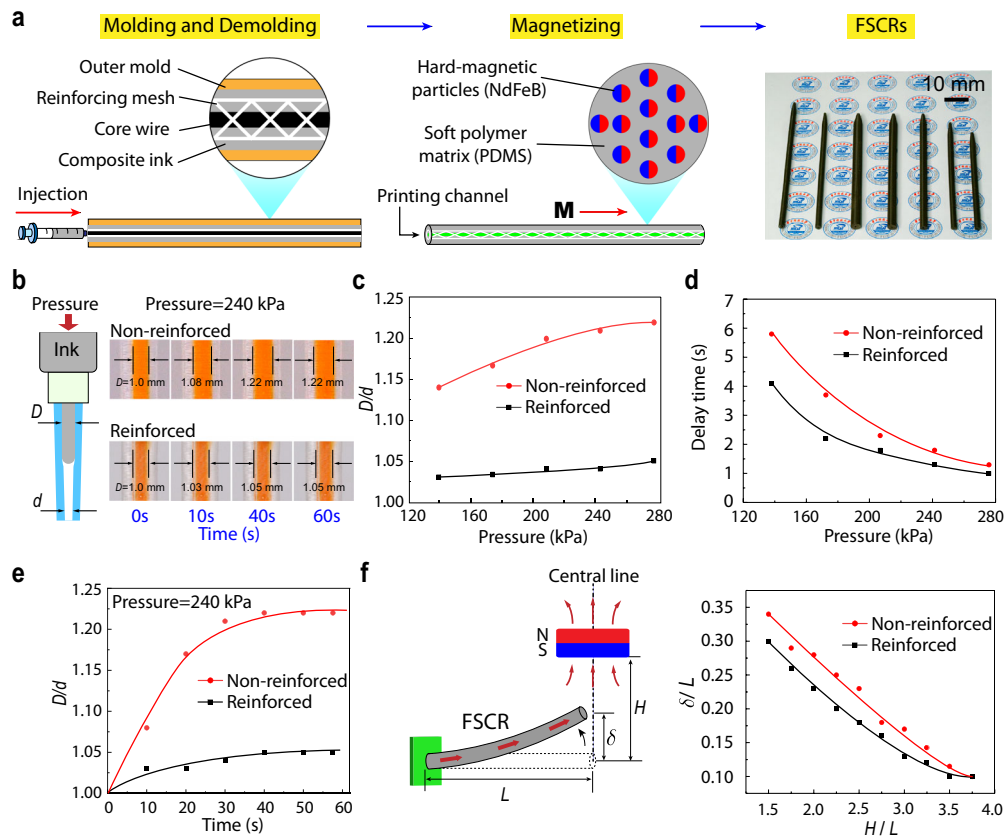 a
Molding and Demolding
Magnetizing
FSCRs
Outer mold
Reinforcing mesh
Core wire
Composite ink
Injection
Hard-magnetic
particles (NdFeB)
Soft polymer
matrix (PDMS)
Printing channel
M
10 mm
b
Pressure
Pressure=240 kPa
Ink
D
d
Non-reinforced
D=1.0 mm
1.08 mm
1.22 mm
1.22 mm
Reinforced
D=1.0 mm
1.03 mm
1.05 mm
1.05 mm
0s
10s
40s
60s
Time (s)
c
D/d
1.25
1.20
1.15
1.10
1.05
1.00
Non-reinforced
Reinforced
120
160
200
240
280
Pressure (kPa)
d
Delay time (s)
7
6
5
4
3
2
1
0
Non-reinforced
Reinforced
120
160
200
240
280
Pressure (kPa)
e
D/d
1.25
1.20
1.15
1.10
1.05
1.00
Pressure=240 kPa
Non-reinforced
Reinforced
0
10
20
30
40
50
60
Time (s)
f
Central line
N
S
H
FSCR
δ
L
δ/ L
0.35
0.30
0.25
0.20
0.15
0.10
Non-reinforced
Reinforced
1.5
2.0
2.5
3.0
3.5
4.0
H / L